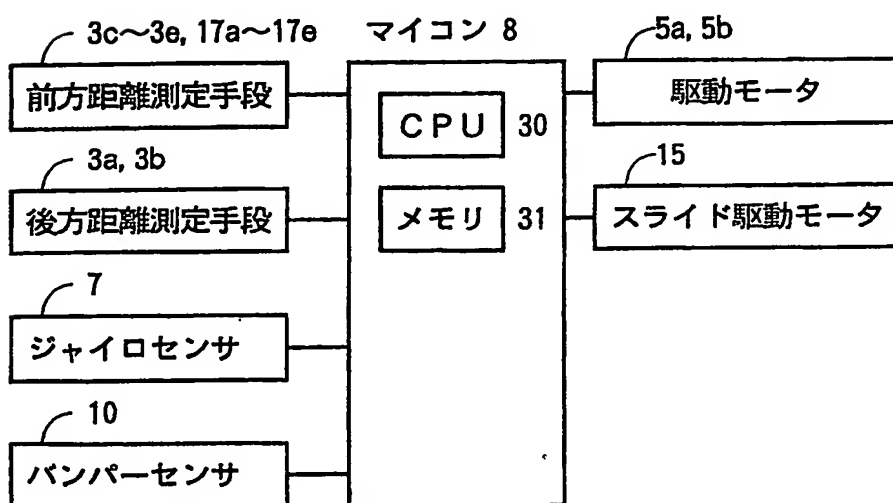 3c～3e, 17a～17e
前方距離測定手段
3a, 3b
後方距離測定手段
7
ジャイロセンサ
10
バンパーセンサ
マイコン 8
CPU 30
メモリ 31
5a, 5b
駆動モータ
15
スライド駆動モータ